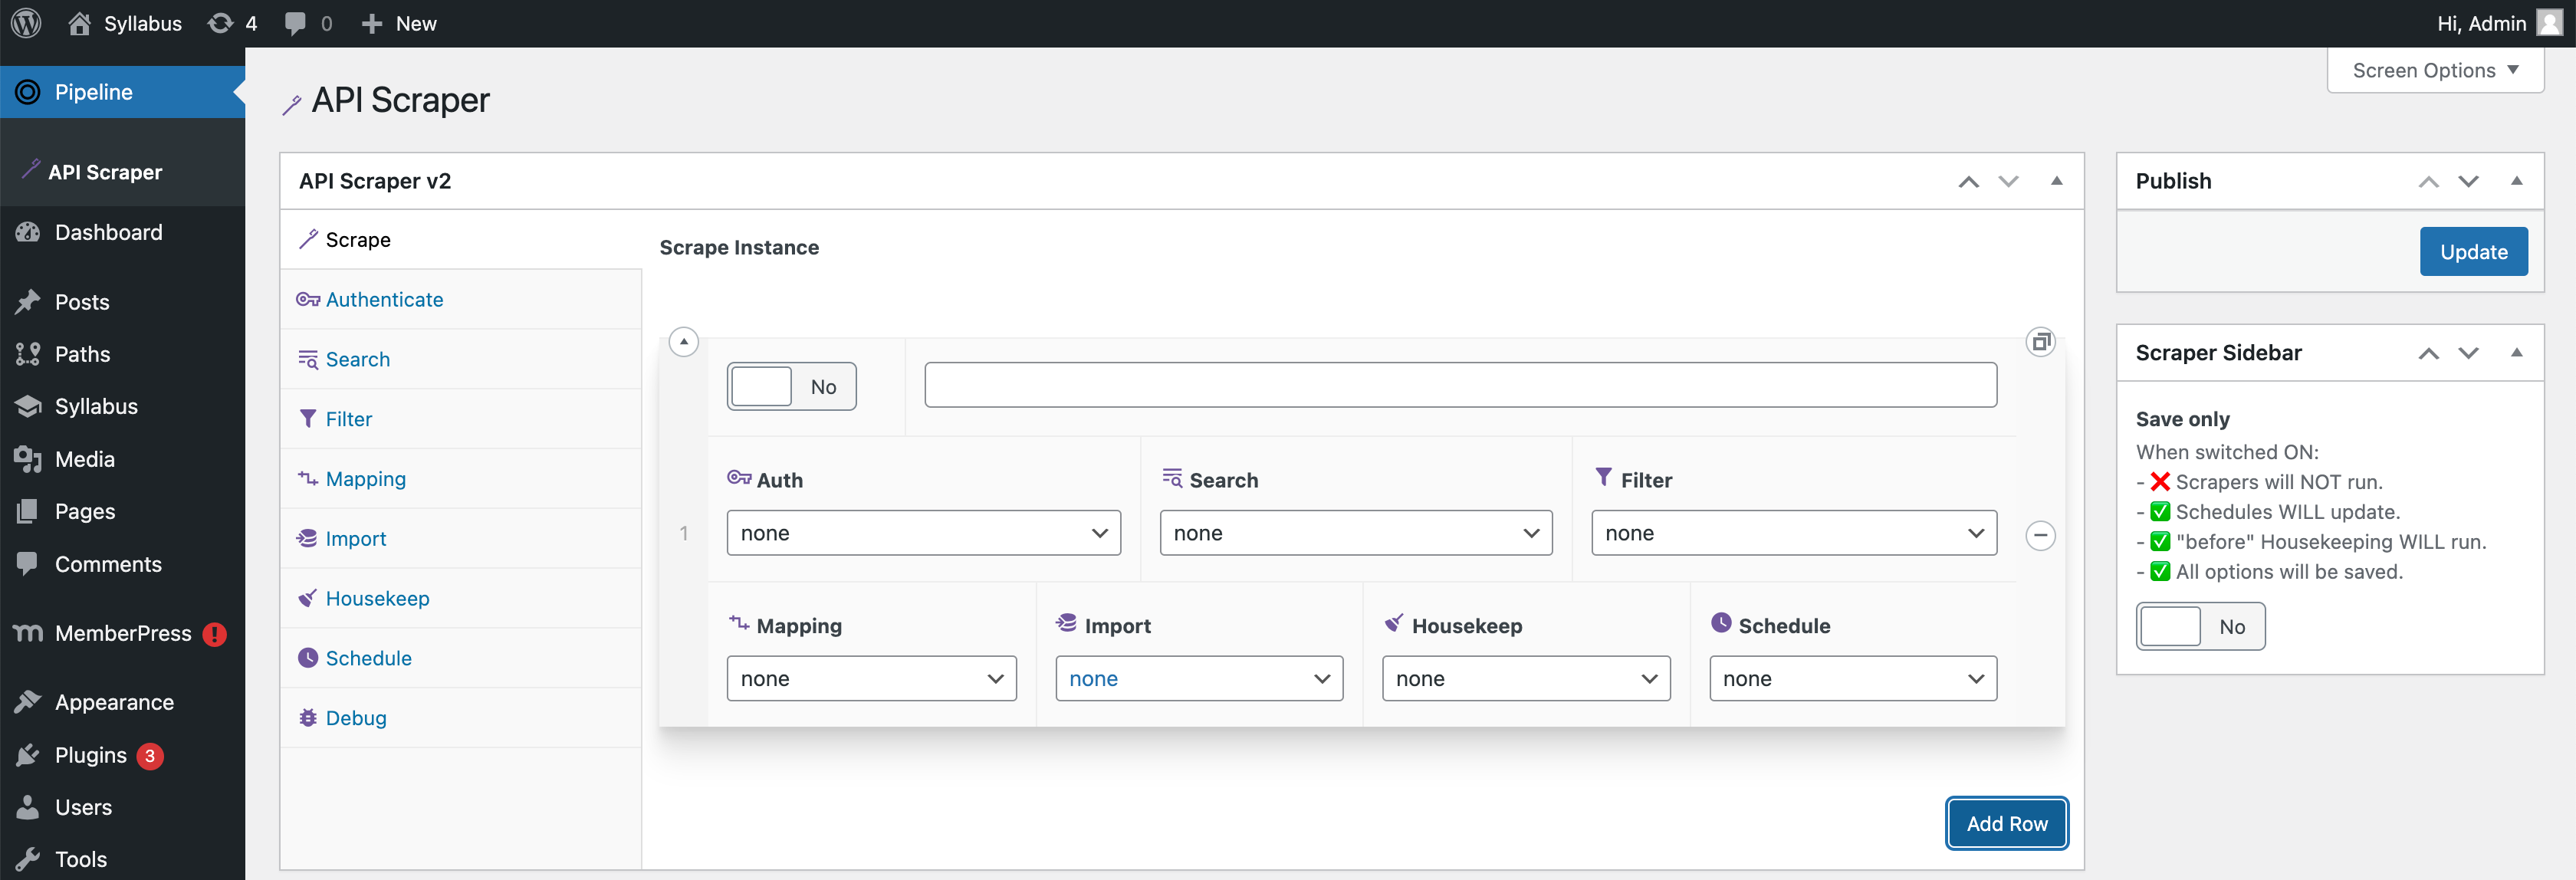 Syllabus 4 0 New Hi, Admin
Screen Options
Pipeline
API Scraper
Dashboard
Posts
Paths
Syllabus
Media
Pages
Comments
MemberPress !
Appearance
Plugins 3
Users
Tools
API Scraper
API Scraper v2
Scrape
Authenticate
Search
Filter
Mapping
Import
Housekeep
Schedule
Debug
Scrape Instance
No
1
Auth Search Filter
none none none
Mapping Import Housekeep Schedule
none none none none
Add Row
Publish
Update
Scraper Sidebar
Save only
When switched ON:
- ❌ Scrapers will NOT run.
- ✅ Schedules WILL update.
- ✅ "before" Housekeeping WILL run.
- ✅ All options will be saved.
No